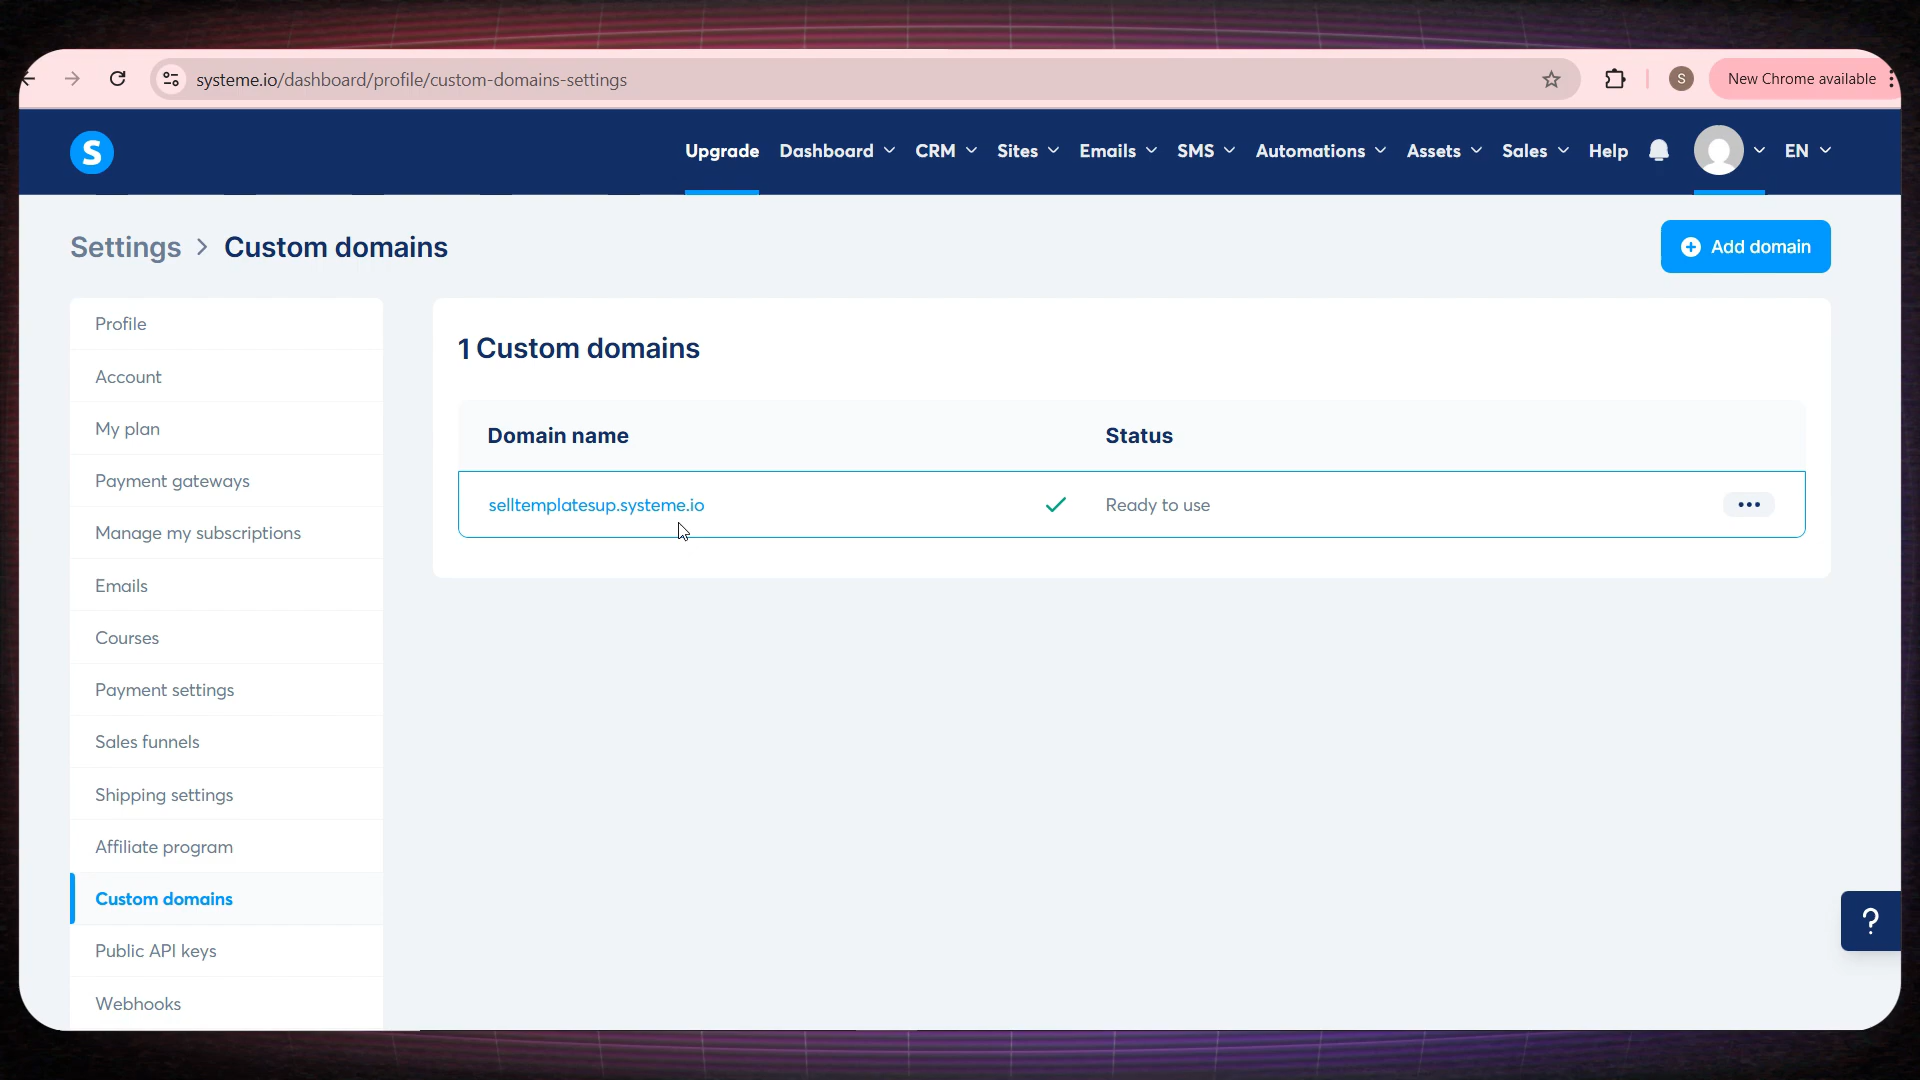 systeme.io/dashboard/profile/custom-domains-settings
S
New Chrome available
S
Upgrade
Dashboard
CRM
Sites
Emails
SMS
Automations
Assets
Sales
Help
EN
Settings > Custom domains
Add domain
Profile
Account
My plan
Payment gateways
Manage my subscriptions
Emails
Courses
Payment settings
Sales funnels
Shipping settings
Affiliate program
Custom domains
Public API keys
Webhooks
1 Custom domains
Domain name
Status
selltemplatesup.systeme.io
Ready to use
?